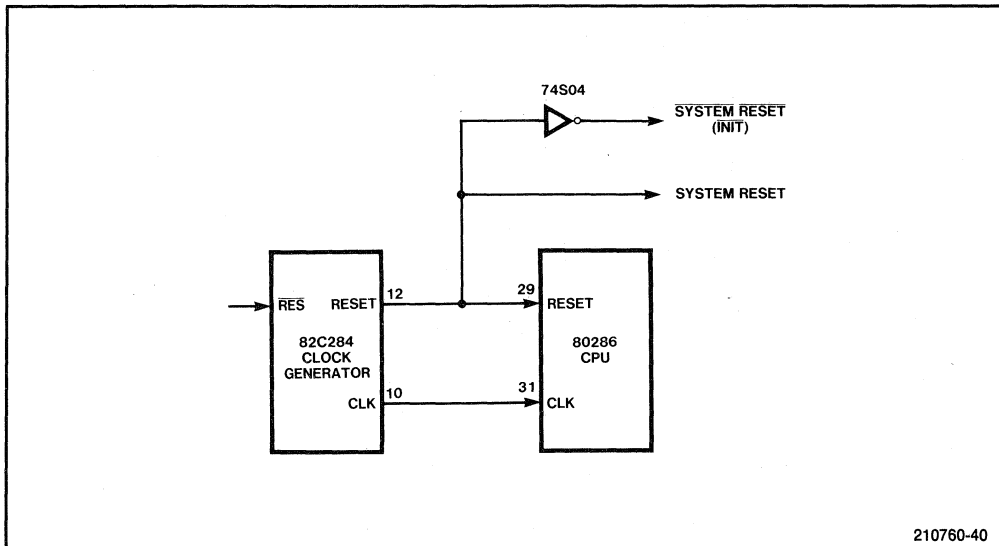 74S04
SYSTEM RESET
(INIT)
SYSTEM RESET
RES
RESET
12
29
RESET
82C284
CLOCK
GENERATOR
80286
CPU
CLK
10
31
CLK
210760-40